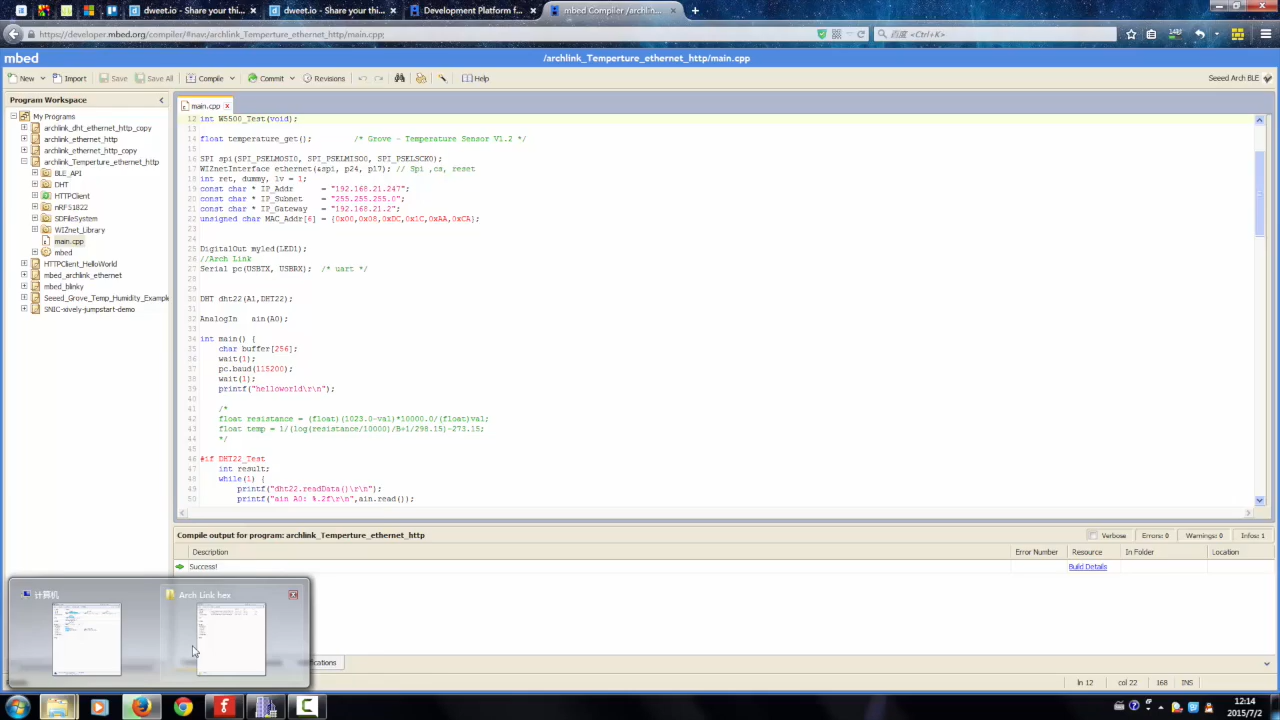 dweet.io - Share your thi...
dweet.io - Share your thi...
Development Platform f...
mbed Compiler /archlin...
https://developer.mbed.org/compiler/#nav:/archlink_Temperture_ethernet_http/main.cpp;
百度 <Ctrl+K>
mbed
/archlink_Temperture_ethernet_http/main.cpp
New
Import
Save
Save All
Compile
Commit
Revisions
Help
Seeed Arch BLE
Program Workspace
My Programs
archlink_dht_ethernet_http_copy
archlink_ethernet_http
archlink_ethernet_http_copy
archlink_Temperture_ethernet_http
BLE_API
DHT
HTTPClient
nRF51822
SDFileSystem
WIZnet_Library
main.cpp
mbed
HTTPClient_HelloWorld
mbed_archlink_ethernet
mbed_blinky
Seeed_Grove_Temp_Humidity_Example
SNIC-xively-jumpstart-demo
main.cpp
12 int W5500_Test(void);
13
14 float temperature_get(); /* Grove - Temperature Sensor V1.2 */
15
16 SPI spi(SPI_PSELMOSI0, SPI_PSELMISO0, SPI_PSELSCK0);
17 WIZnetInterface ethernet(&spi, p24, p17); // Spi ,cs, reset
18 int ret, dummy, lv = 1;
19 const char * IP_Addr = "192.168.21.247";
20 const char * IP_Subnet = "255.255.255.0";
21 const char * IP_Gateway = "192.168.21.2";
22 unsigned char MAC_Addr[6] = {0x00,0x08,0xDC,0x1C,0xAA,0xCA};
23
24
25 DigitalOut myled(LED1);
26 //Arch Link
27 Serial pc(USBTX, USBRX); /* uart */
28
29
30 DHT dht22(A1,DHT22);
31
32 AnalogIn ain(A0);
33
34 int main() {
35 char buffer[256];
36 wait(1);
37 pc.baud(115200);
38 wait(1);
39 printf("helloworld\r\n");
40
41 /*
42 float resistance = (float)(1023.0-val)*10000.0/(float)val;
43 float temp = 1/(log(resistance/10000)/B+1/298.15)-273.15;
44 */
45
46 #if DHT22_Test
47 int result;
48 while(1) {
49 printf("dht22.readData()\r\n");
50 printf("ain A0: %.2f\r\n",ain.read());
Compile output for program: archlink_Temperture_ethernet_http
Verbose
Errors: 0
Warnings: 0
Infos: 1
Description
Error Number
Resource
In Folder
Location
Success!
Build Details
计算机
Arch Link hex
ifications
ln 12
col 22
168
INS
12:14
2015/7/2